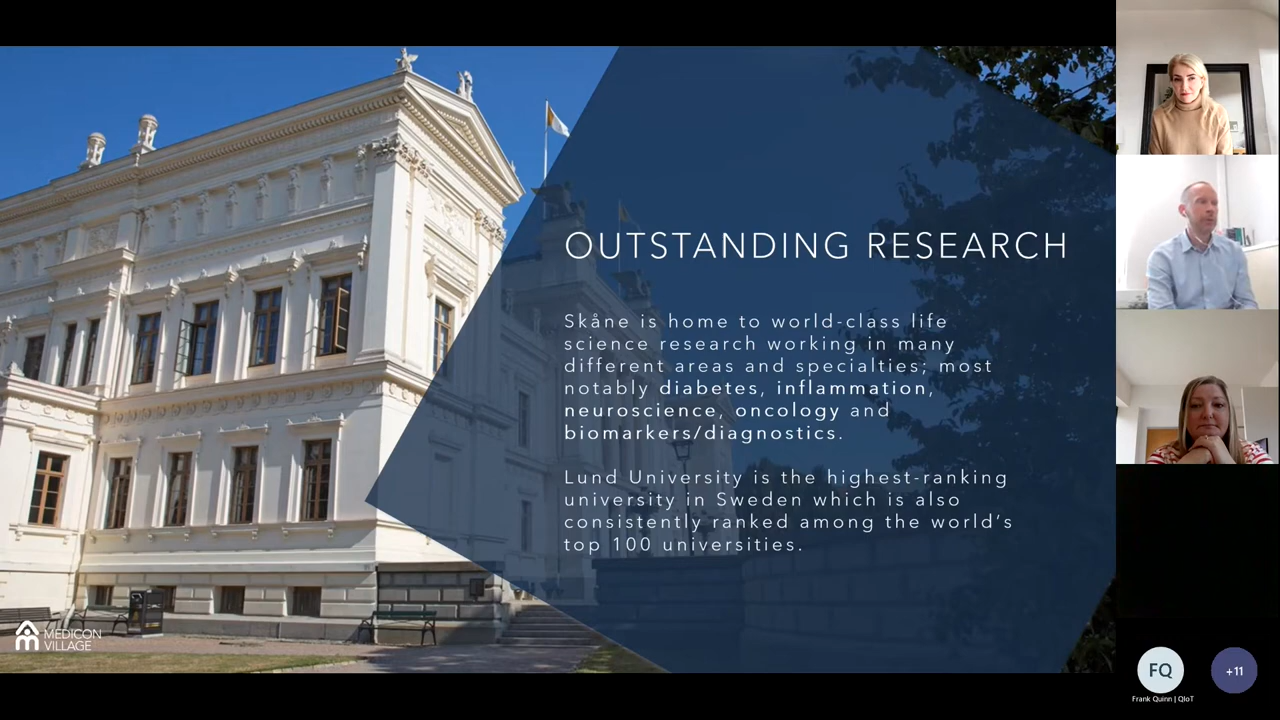 OUTSTANDING RESEARCH
Skåne is home to world-class life
science research working in many
different areas and specialties; most
notably diabetes, inflammation,
neuroscience, oncology and
biomarkers/diagnostics.
Lund University is the highest-ranking
university in Sweden which is also
consistently ranked among the world's
top 100 universities.
MEDICON
VILLAGE
FQ
+11
Frank Quinn | QIoT